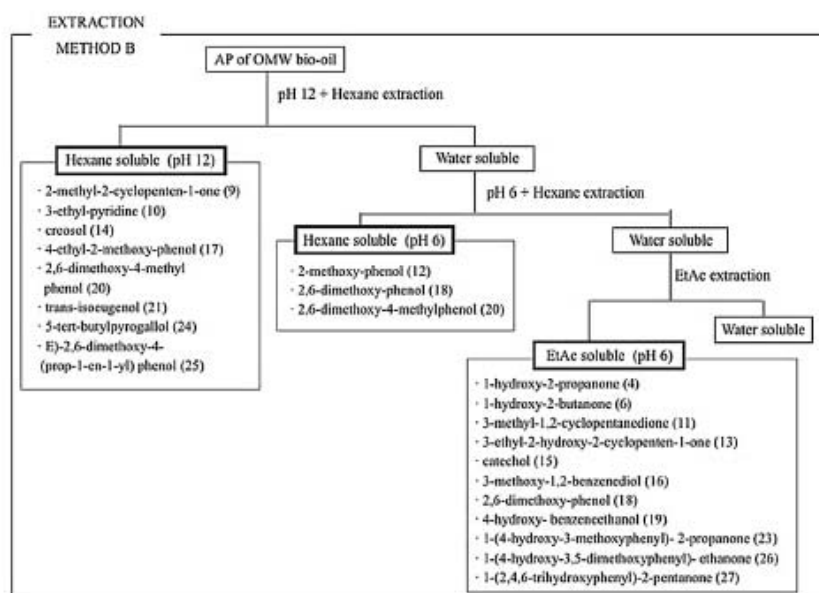 EXTRACTION
METHOD B
AP of OMW bio-oil
pH 12 + Hexane extraction
Hexane soluble (pH 12)
· 2-methyl-2-cyclopenten-1-one (9)
· 3-ethyl-pyridine (10)
· creosol (14)
· 4-ethyl-2-methoxy-phenol (17)
· 2,6-dimethoxy-4-methyl
phenol (20)
· trans-isoeugenol (21)
· 5-tert-butylpyrogallol (24)
· E)-2,6-dimethoxy-4-
(prop-1-en-1-yl) phenol (25)
Water soluble
pH 6 + Hexane extraction
Hexane soluble (pH 6)
· 2-methoxy-phenol (12)
· 2,6-dimethoxy-phenol (18)
· 2,6-dimethoxy-4-methylphenol (20)
Water soluble
EtAc extraction
Water soluble
EtAc soluble (pH 6)
· 1-hydroxy-2-propanone (4)
· 1-hydroxy-2-butanone (6)
· 3-methyl-1,2-cyclopentanedione (11)
· 3-ethyl-2-hydroxy-2-cyclopenten-1-one (13)
· catechol (15)
· 3-methoxy-1,2-benzenediol (16)
· 2,6-dimethoxy-phenol (18)
· 4-hydroxy- benzeneethanol (19)
· 1-(4-hydroxy-3-methoxyphenyl)- 2-propanone (23)
· 1-(4-hydroxy-3,5-dimethoxyphenyl)- ethanone (26)
· 1-(2,4,6-trihydroxyphenyl)-2-pentanone (27)